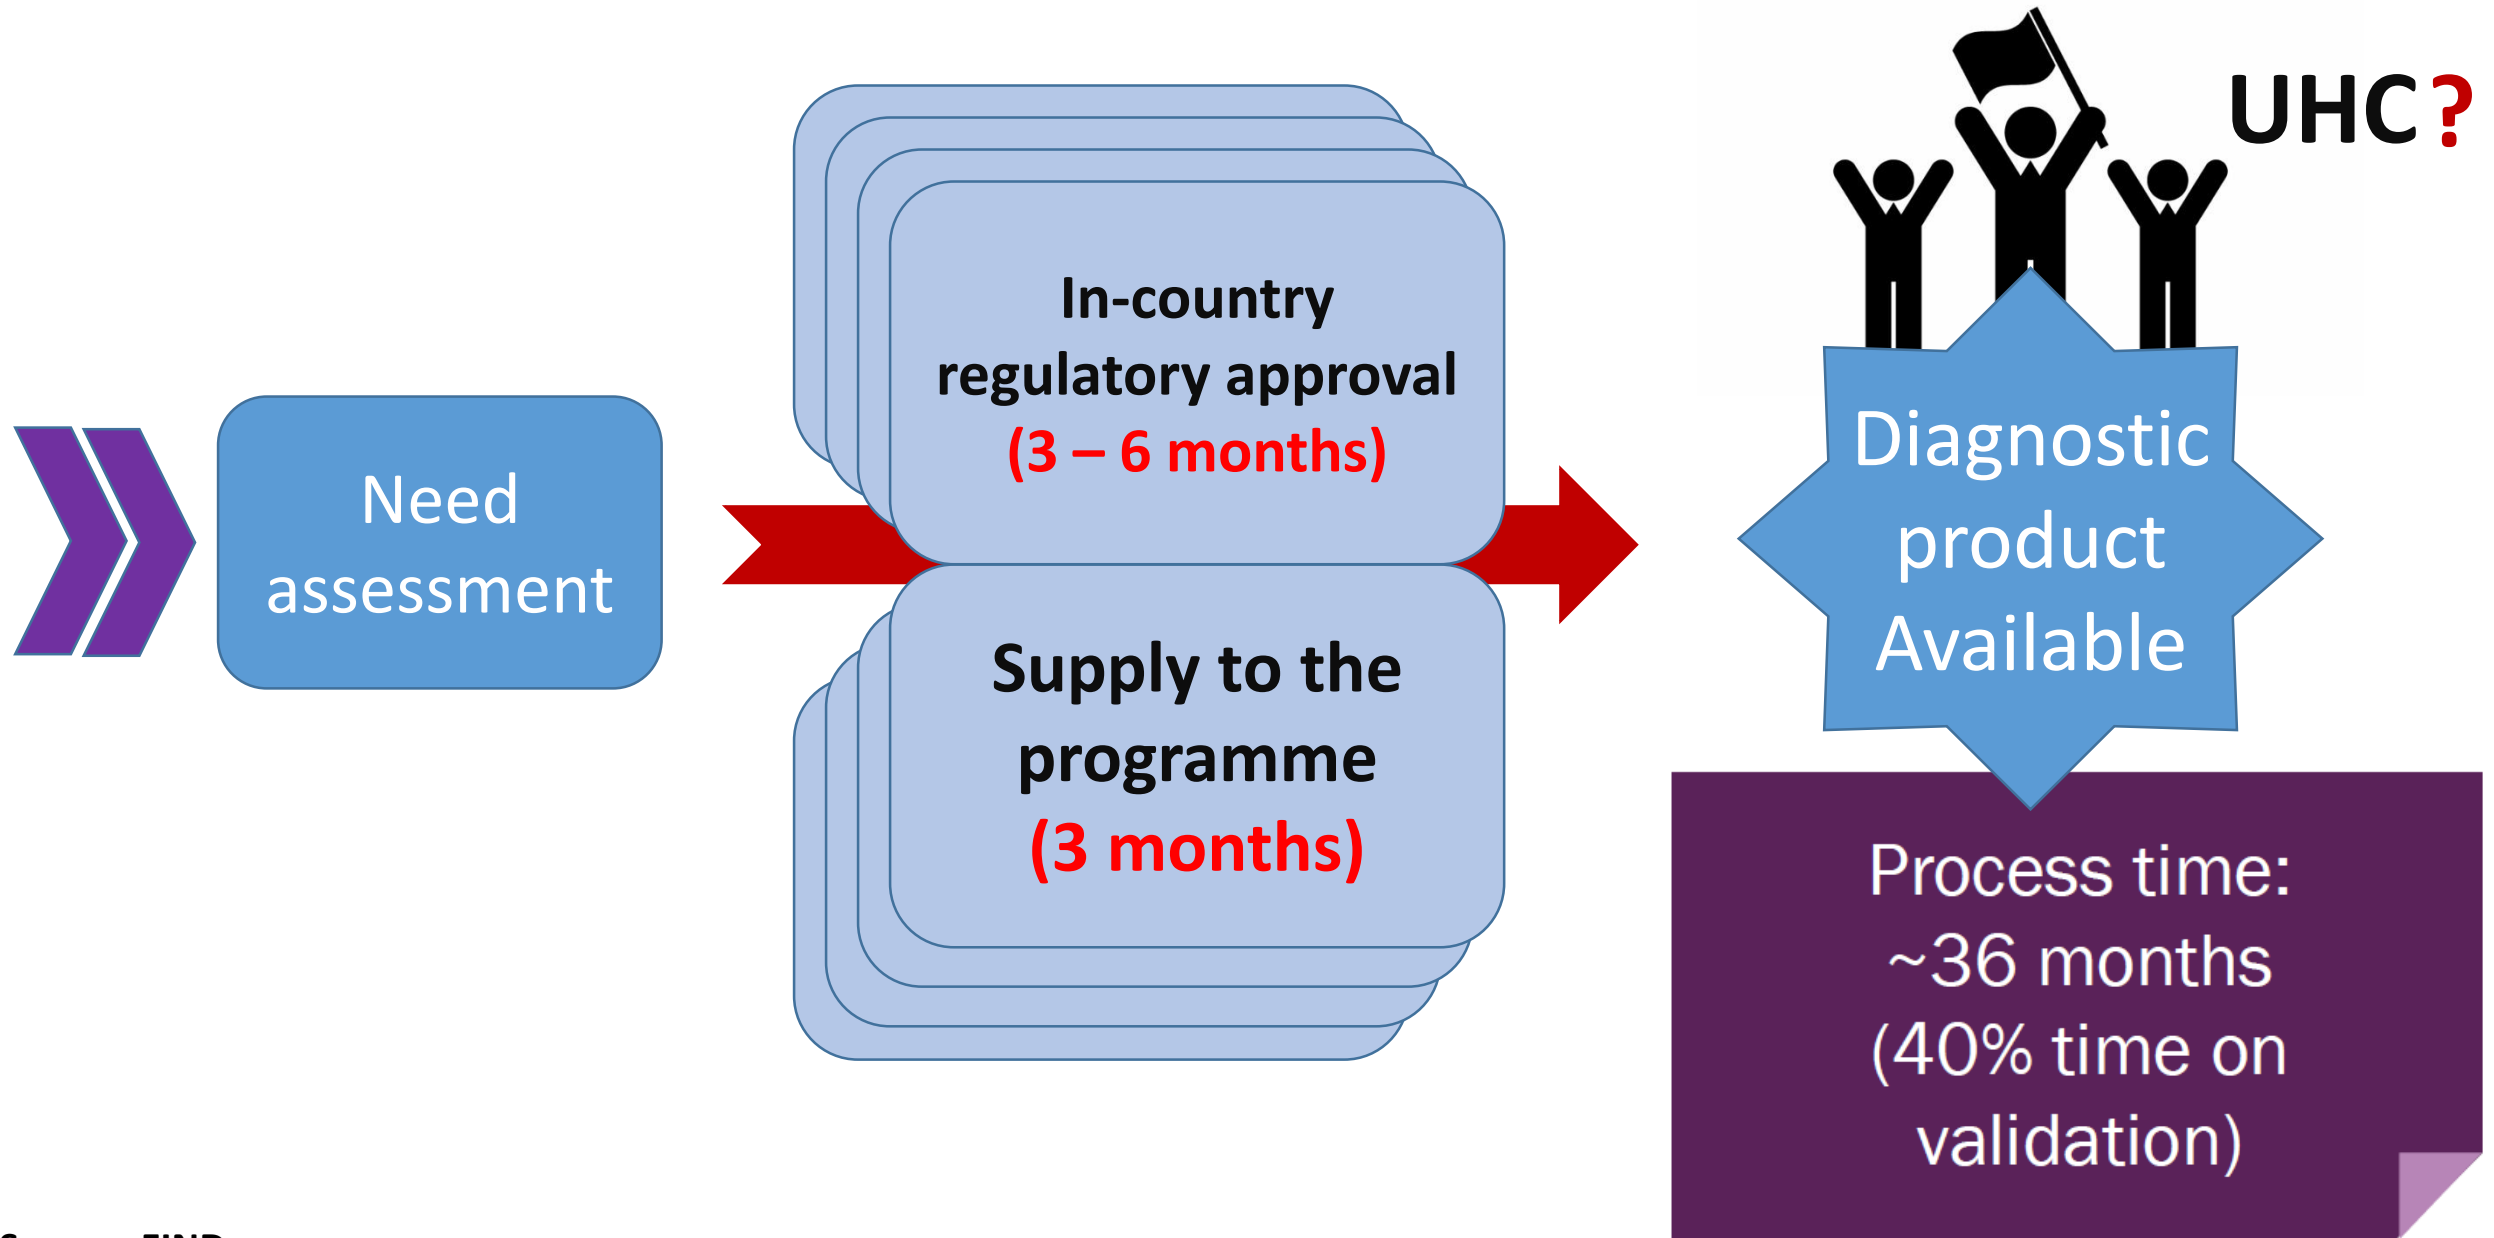 UHC?
Need
assessment
In-country
regulatory approval
(3 – 6 months)
Supply to the
programme
(3 months)
Diagnostic
product
Available
Process time:
~36 months
(40% time on
validation)